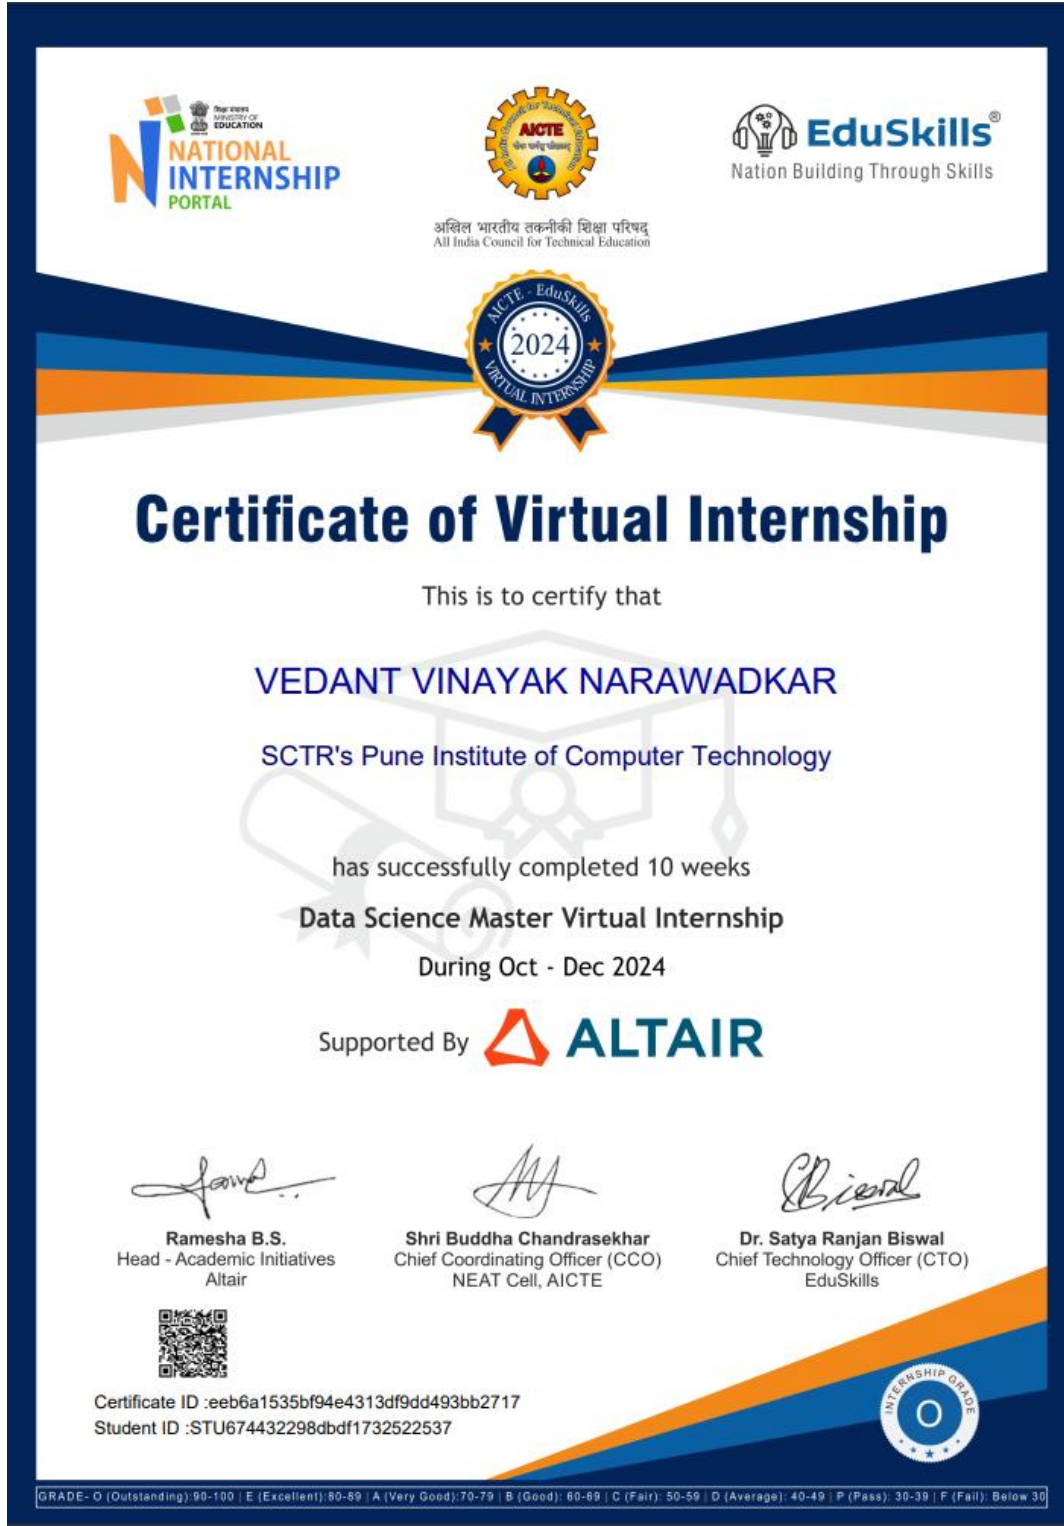 शिक्षा मंत्रालय
MINISTRY OF
EDUCATION
NATIONAL
INTERNSHIP
PORTAL
All India Council for Technical Education
AICTE
अखिल भारतीय तकनीकी शिक्षा परिषद्
All India Council for Technical Education
EduSkills®
Nation Building Through Skills
AICTE - EduSkills
2024
VIRTUAL INTERNSHIP
Certificate of Virtual Internship
This is to certify that
VEDANT VINAYAK NARAWADKAR
SCTR's Pune Institute of Computer Technology
has successfully completed 10 weeks
Data Science Master Virtual Internship
During Oct - Dec 2024
Supported By ALTAIR
Ramesha B.S.
Head - Academic Initiatives
Altair
Shri Buddha Chandrasekhar
Chief Coordinating Officer (CCO)
NEAT Cell, AICTE
Dr. Satya Ranjan Biswal
Chief Technology Officer (CTO)
EduSkills
Certificate ID :eeb6a1535bf94e4313df9dd493bb2717
Student ID :STU674432298dbdf1732522537
INTERNSHIP GRADE
O
GRADE- O (Outstanding):90-100 | E (Excellent):80-89 | A (Very Good):70-79 | B (Good): 60-69 | C (Fair): 50-59 | D (Average): 40-49 | P (Pass): 30-39 | F (Fail): Below 30